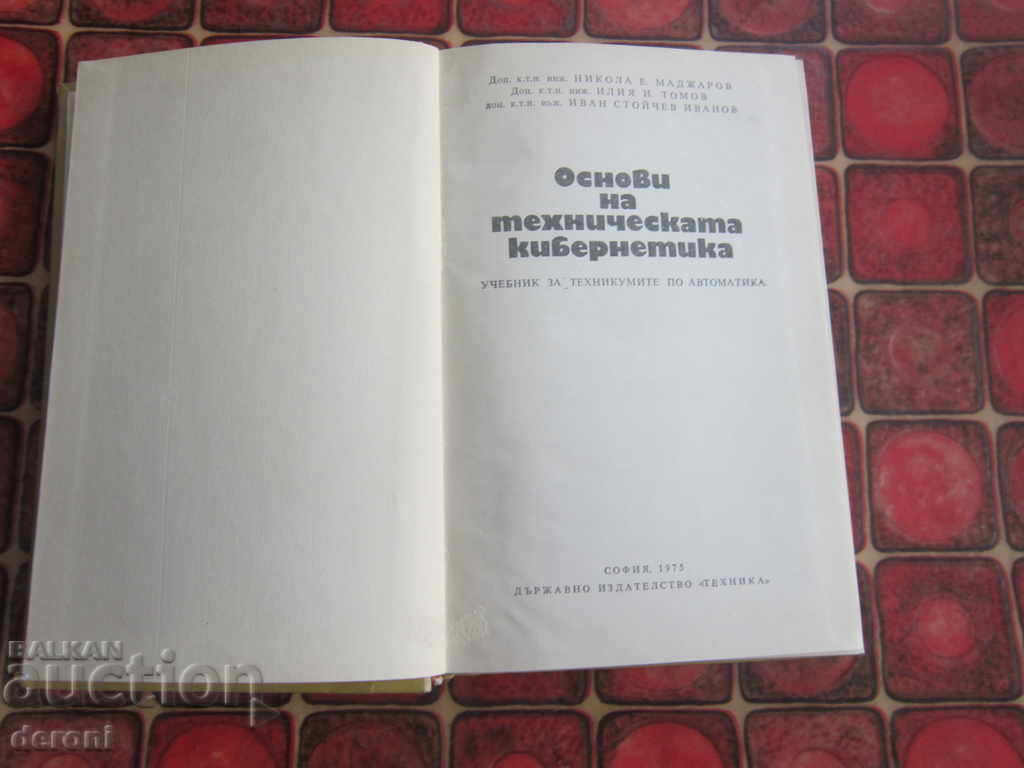 Доц. к.т.н. инж. НИКОЛА Е. МАДЖАРОВ
Доц. к.т.н. инж. ИЛИЯ И. ТОМОВ
доц. к.т.н. инж. ИВАН СТОЙЧЕВ ИВАНОВ
Основи
на
техническата
кибернетика
УЧЕБНИК ЗА ТЕХНИКУМИТЕ ПО АВТОМАТИКА
СОФИЯ, 1975
ДЪРЖАВНО ИЗДАТЕЛСТВО «ТЕХНИКА»
BALKAN
auction
deroni